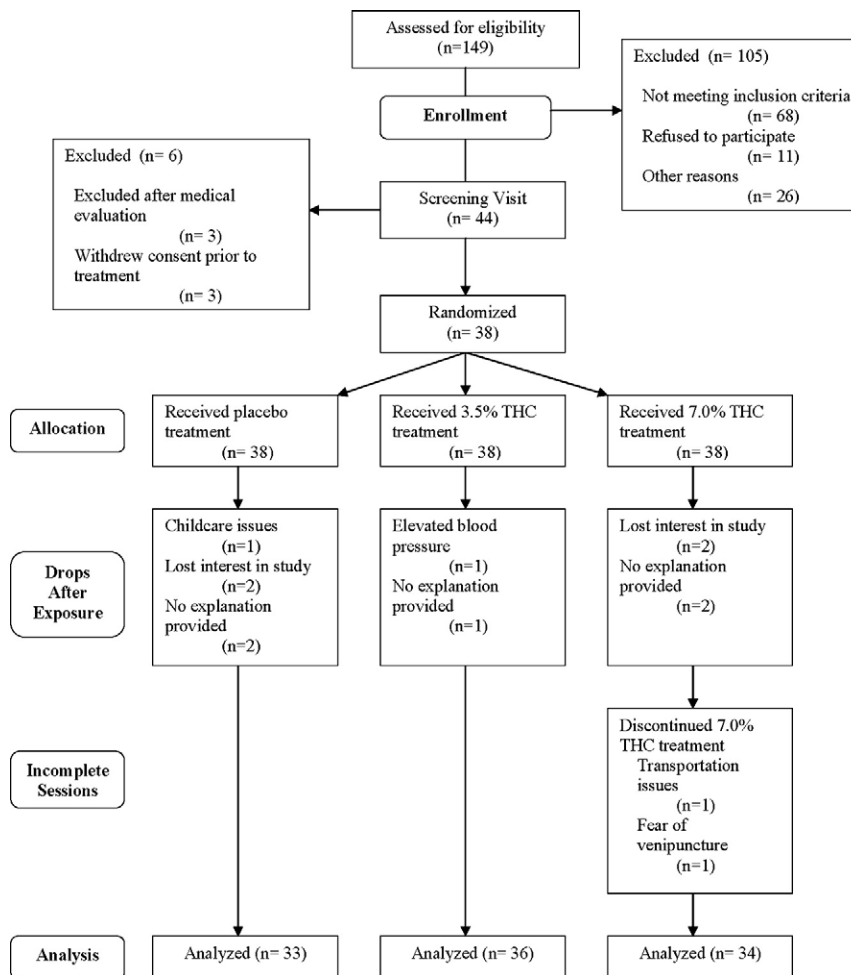 Assessed for eligibility
(n=149)
Excluded (n= 105)
Not meeting inclusion criteria
(n= 68)
Refused to participate
(n= 11)
Other reasons
(n= 26)
Enrollment
Excluded (n= 6)
Excluded after medical
evaluation
(n= 3)
Withdrew consent prior to
treatment
(n= 3)
Screening Visit
(n= 44)
Randomized
(n= 38)
Allocation
Received placebo
treatment
(n= 38)
Received 3.5% THC
treatment
(n= 38)
Received 7.0% THC
treatment
(n= 38)
Drops
After
Exposure
Childcare issues
(n=1)
Lost interest in study
(n=2)
No explanation
provided
(n=2)
Elevated blood
pressure
(n=1)
No explanation
provided
(n=1)
Lost interest in study
(n=2)
No explanation
provided
(n=2)
Incomplete
Sessions
Discontinued 7.0%
THC treatment
Transportation
issues
(n=1)
Fear of
venipuncture
(n=1)
Analysis
Analyzed (n= 33)
Analyzed (n= 36)
Analyzed (n= 34)